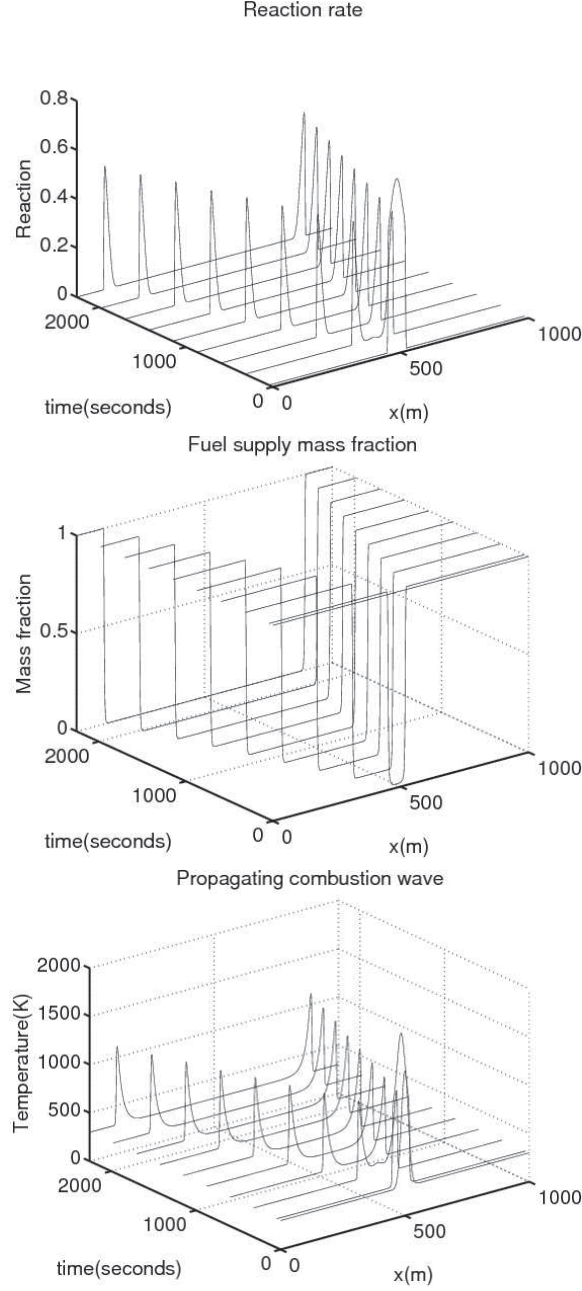 Reaction rate
0.8
0.6
0.4
0.2
0
Reaction
2000
1000
0
time(seconds)
0
500
1000
x(m)
Fuel supply mass fraction
1
0.5
0
Mass fraction
2000
1000
0
time(seconds)
0
500
1000
x(m)
Propagating combustion wave
2000
1500
1000
500
0
Temperature(K)
2000
1000
0
time(seconds)
0
500
1000
x(m)